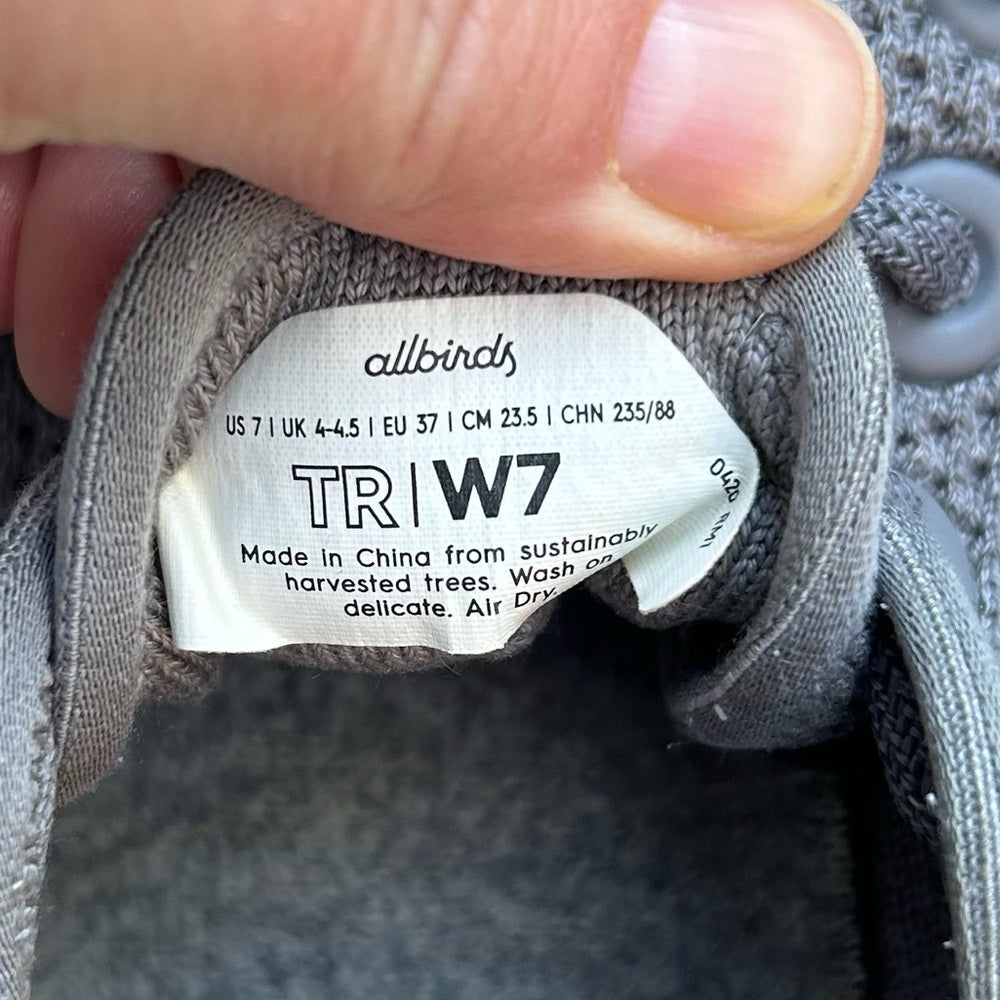 allbirds
US 7 | UK 4-4.5 | EU 37 | CM 23.5 | CHN 235/88
TR | W7
Made in China from sustainably
harvested trees. Wash on
delicate. Air Dry.
0420 RM1